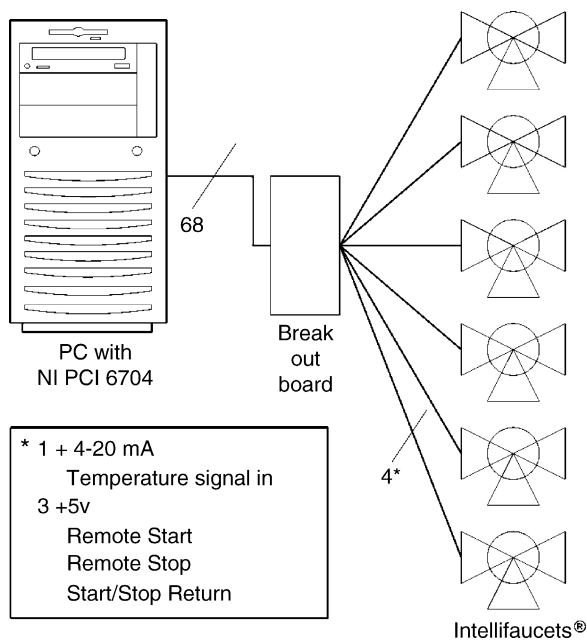 68
PC with
NI PCI 6704
Break
out
board
* 1 + 4-20 mA
Temperature signal in
3 +5v
Remote Start
Remote Stop
Start/Stop Return
4*
Intellifaucets®